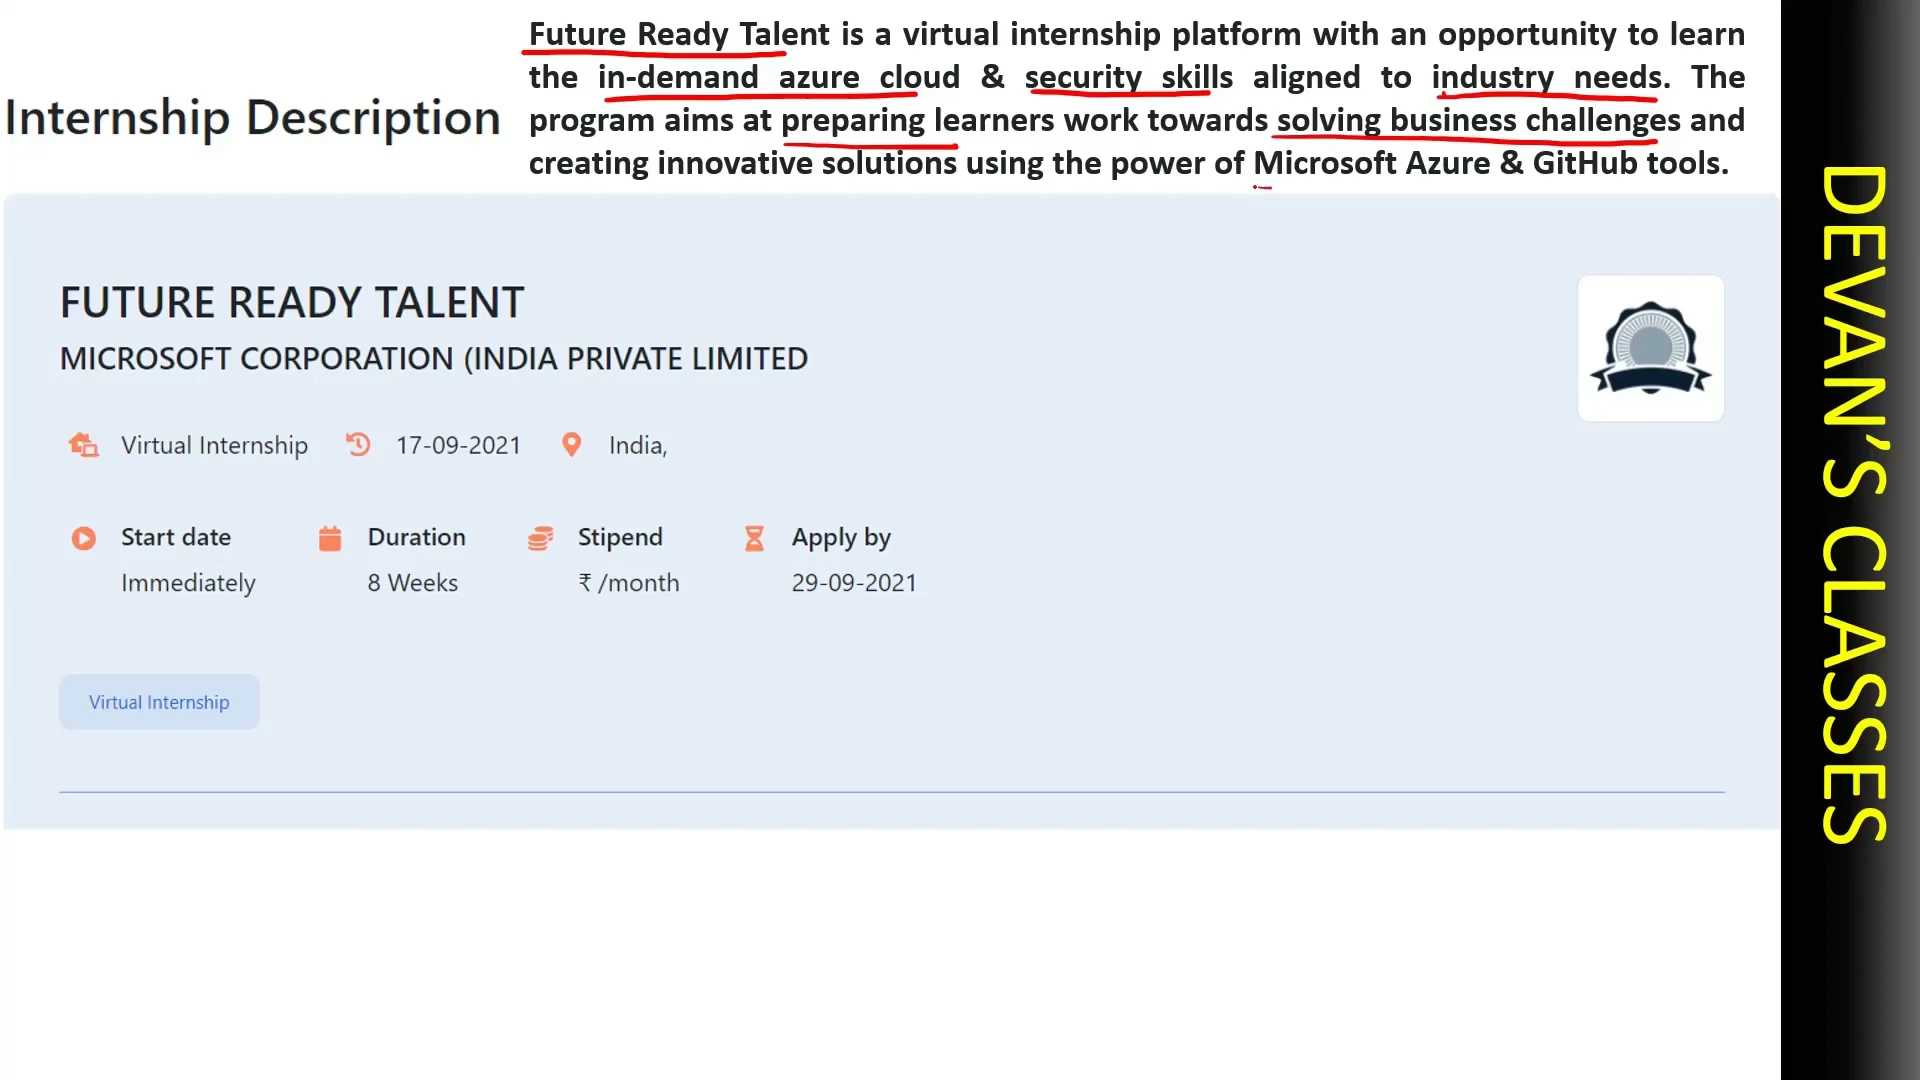 Internship Description
Future Ready Talent is a virtual internship platform with an opportunity to learn
the in-demand azure cloud & security skills aligned to industry needs. The
program aims at preparing learners work towards solving business challenges and
creating innovative solutions using the power of Microsoft Azure & GitHub tools.
FUTURE READY TALENT
MICROSOFT CORPORATION (INDIA PRIVATE LIMITED
Virtual Internship 17-09-2021 India,
Start date Duration Stipend Apply by
Immediately 8 Weeks ₹ /month 29-09-2021
Virtual Internship
DEVAN'S CLASSES